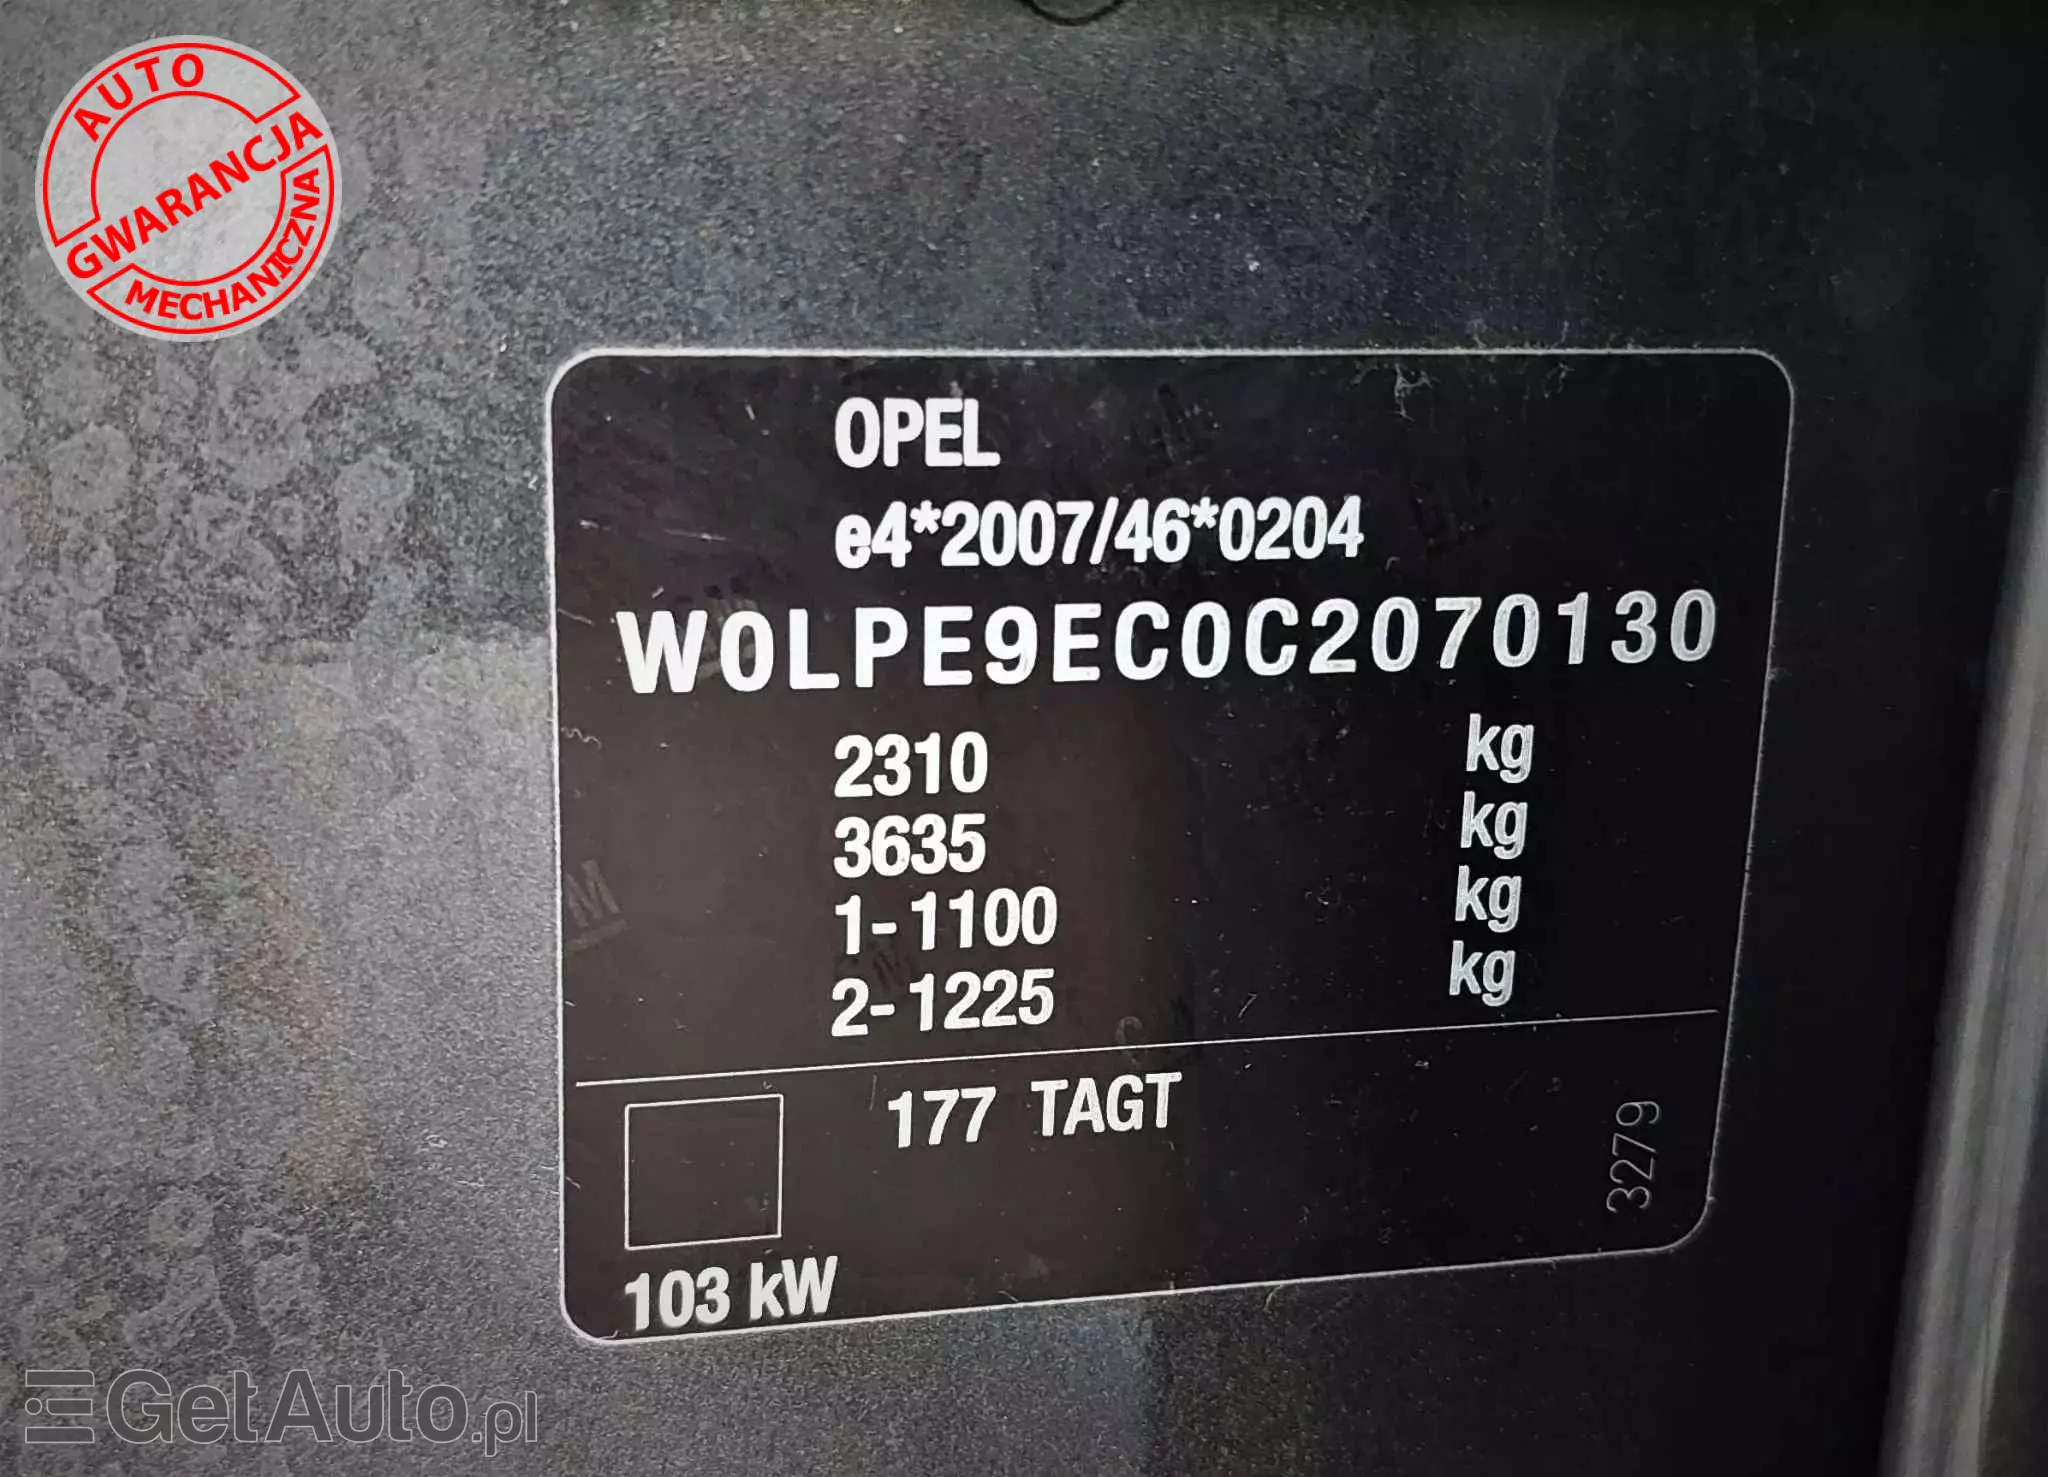 AUTO
GWARANCJA
MECHANICZNA
OPEL
e4*2007/46*0204
W0LPE9EC0C2070130
2310 kg
3635 kg
1-1100 kg
2-1225 kg
177 TAGT
3279
103 kW
GetAuto.pl